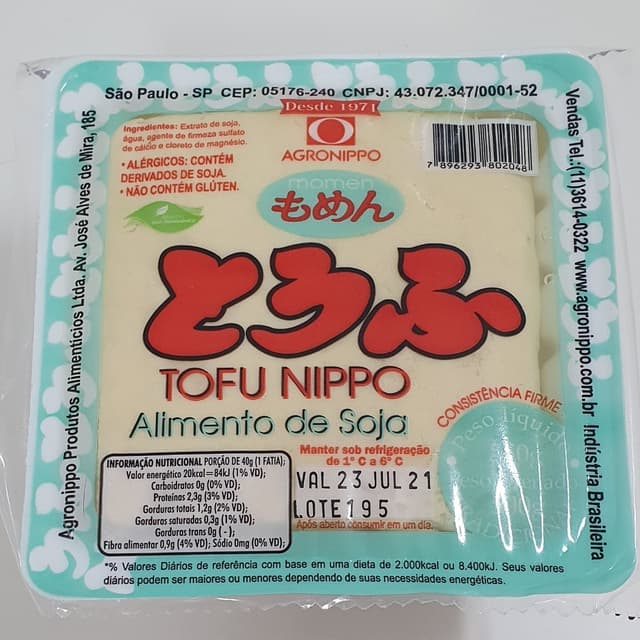 São Paulo - SP CEP: 05176-240 CNPJ: 43.072.347/0001-52
Desde 1971
Ingredientes: Extrato de soja,
água, agente de firmeza sulfato
de cálcio e cloreto de magnésio.
• ALÉRGICOS: CONTÉM
DERIVADOS DE SOJA.
• NÃO CONTÉM GLÚTEN.
AGRONIPPO
7 896293 802048
momen
もめん
とうふ
TOFU NIPPO
Alimento de Soja
CONSISTÊNCIA FIRME
Peso líquido
Manter sob refrigeração
de 1° C a 6° C
VAL 23 JUL 21
LOTE195
Após aberto consumir em um dia.
INFORMAÇÃO NUTRICIONAL PORÇÃO DE 40g (1 FATIA);
Valor energético 20kcal=84kJ (1% VD);
Carboidratos 0g (0% VD);
Proteínas 2,3g (3% VD);
Gorduras totais 1,2g (2% VD);
Gorduras saturadas 0,3g (1% VD);
Gorduras trans 0g ( - );
Fibra alimentar 0,9g (4% VD); Sódio 0mg (0% VD);
*% Valores Diários de referência com base em uma dieta de 2.000kcal ou 8.400kJ. Seus valores
diários podem ser maiores ou menores dependendo de suas necessidades energéticas.
Agronippo Produtos Alimentícios Ltda. Av. José Alves de Mira, 185
Vendas Tel.:(11)3614-0322 www.agronippo.com.br Indústria Brasileira